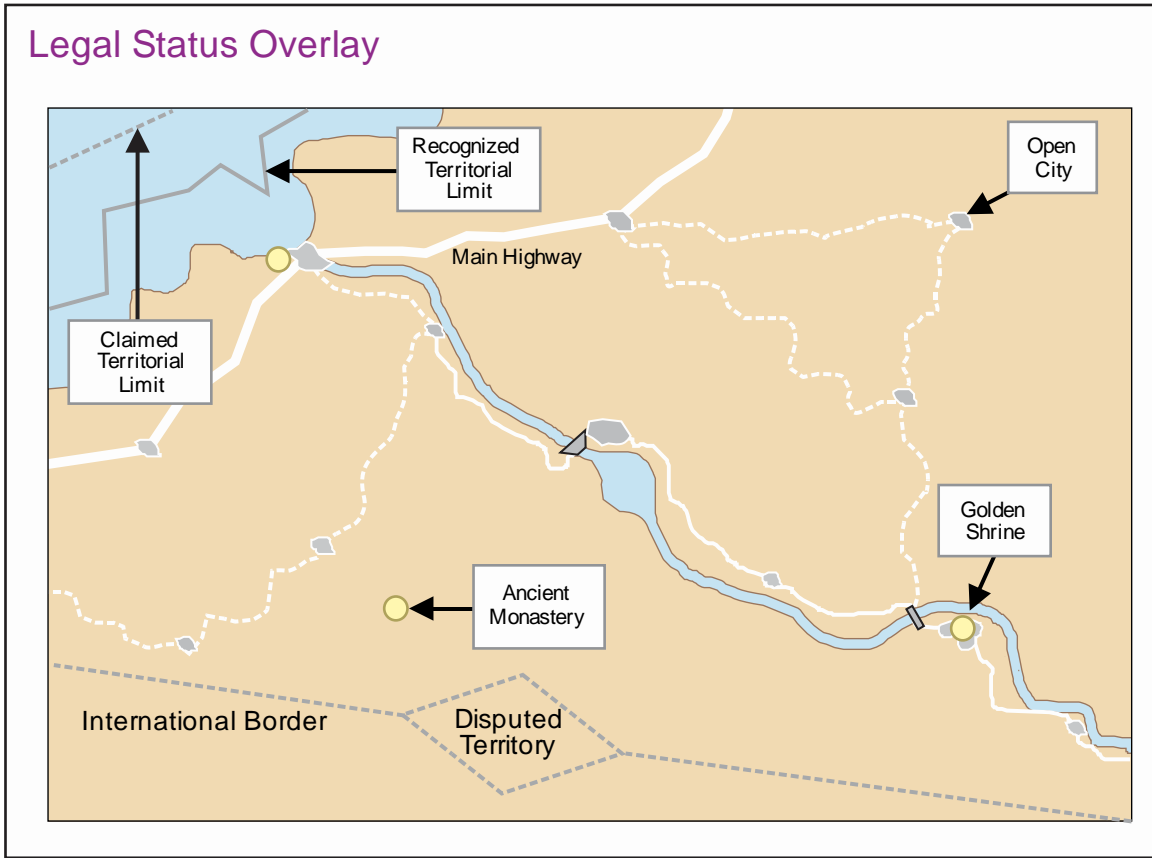 Legal Status Overlay
Recognized
Territorial
Limit
Open
City
Main Highway
Claimed
Territorial
Limit
Golden
Shrine
Ancient
Monastery
International Border
Disputed
Territory